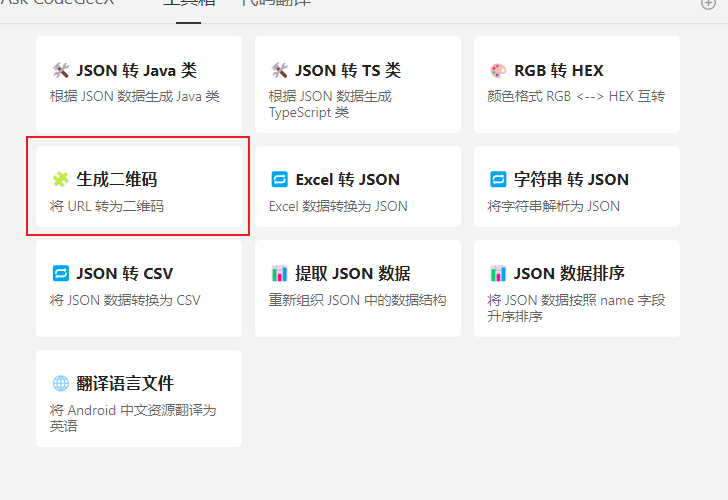 Ask CodeGeeX 工具箱 代码翻译
JSON 转 Java 类
根据 JSON 数据生成 Java 类
JSON 转 TS 类
根据 JSON 数据生成
TypeScript 类
RGB 转 HEX
颜色格式 RGB <--> HEX 互转
生成二维码
将 URL 转为二维码
Excel 转 JSON
Excel 数据转换为 JSON
字符串 转 JSON
将字符串解析为 JSON
JSON 转 CSV
将 JSON 数据转换为 CSV
提取 JSON 数据
重新组织 JSON 中的数据结构
JSON 数据排序
将 JSON 数据按照 name 字段
升序排序
翻译语言文件
将 Android 中文资源翻译为
英语